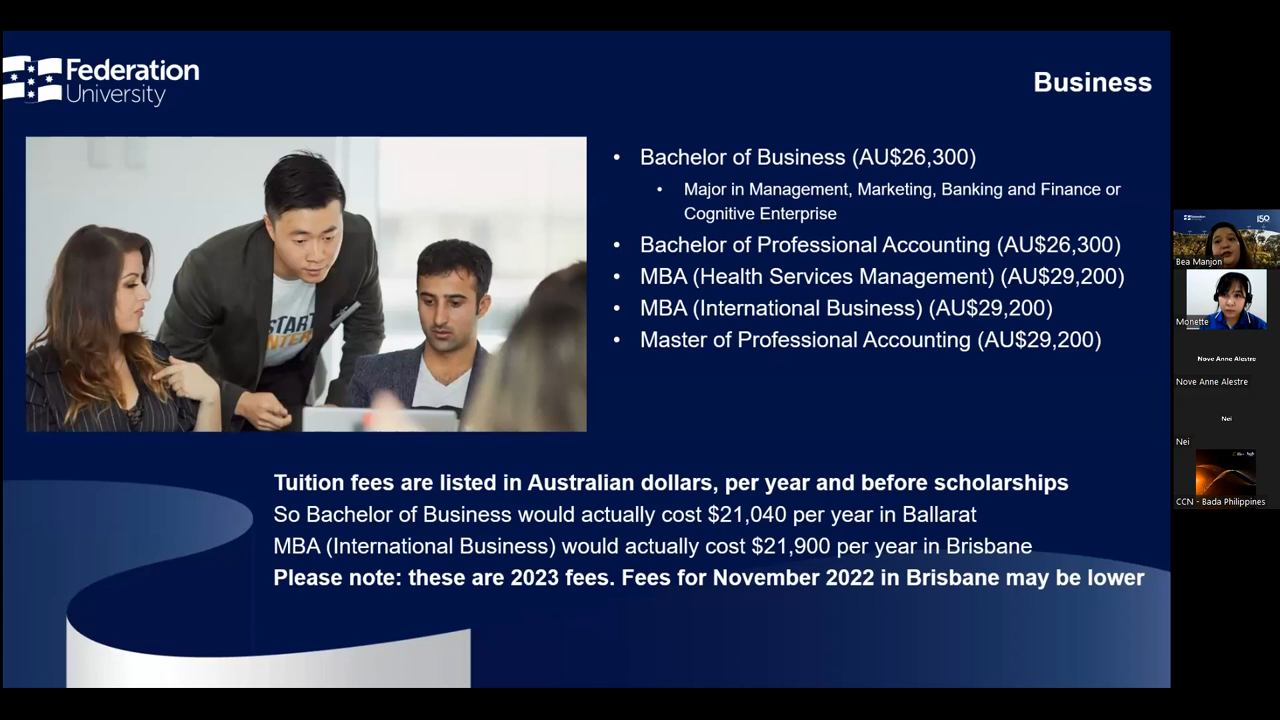 Federation
University
Business
• Bachelor of Business (AU$26,300)
• Major in Management, Marketing, Banking and Finance or
Cognitive Enterprise
• Bachelor of Professional Accounting (AU$26,300)
• MBA (Health Services Management) (AU$29,200)
• MBA (International Business) (AU$29,200)
• Master of Professional Accounting (AU$29,200)
START
Tuition fees are listed in Australian dollars, per year and before scholarships
So Bachelor of Business would actually cost $21,040 per year in Ballarat
MBA (International Business) would actually cost $21,900 per year in Brisbane
Please note: these are 2023 fees. Fees for November 2022 in Brisbane may be lower
Bea Manjon
Monette
Nove Anne Alestre
Nove Anne Alestre
Nei
Nei
CCN - Bada Philippines